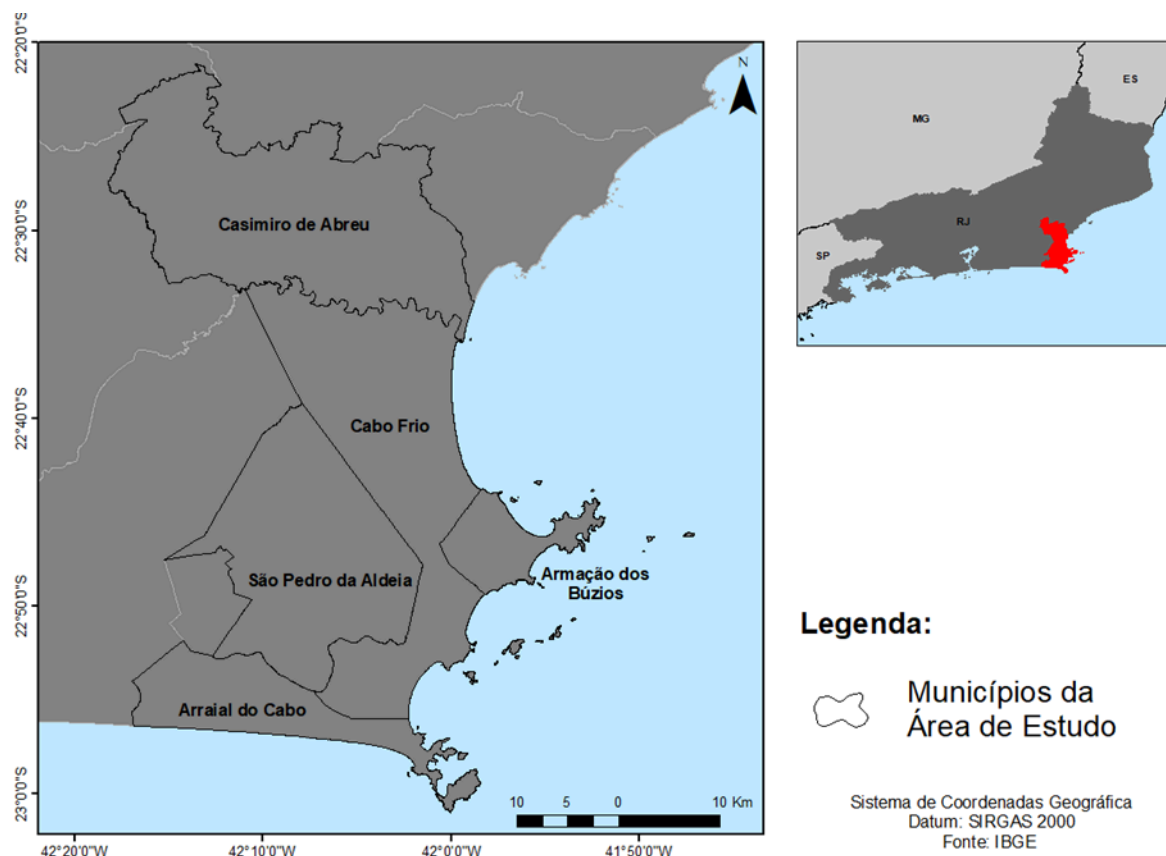 22°20'0"S
22°30'0"S
22°40'0"S
22°50'0"S
23°0'0"S
N
Casimiro de Abreu
Cabo Frio
São Pedro da Aldeia
Armação dos
Búzios
Arraial do Cabo
10 5 0 10 Km
42°20'0"W 42°10'0"W 42°0'0"W 41°50'0"W
ES
MG
RJ
SP
Legenda:
Municípios da
Área de Estudo
Sistema de Coordenadas Geográfica
Datum: SIRGAS 2000
Fonte: IBGE